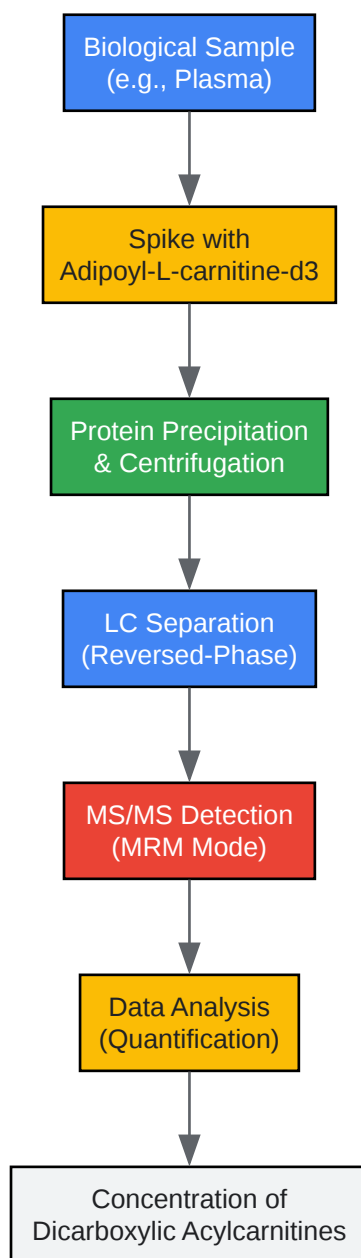 Biological Sample
(e.g., Plasma)
Spike with
Adipoyl-L-carnitine-d3
Protein Precipitation
& Centrifugation
LC Separation
(Reversed-Phase)
MS/MS Detection
(MRM Mode)
Data Analysis
(Quantification)
Concentration of
Dicarboxylic Acylcarnitines